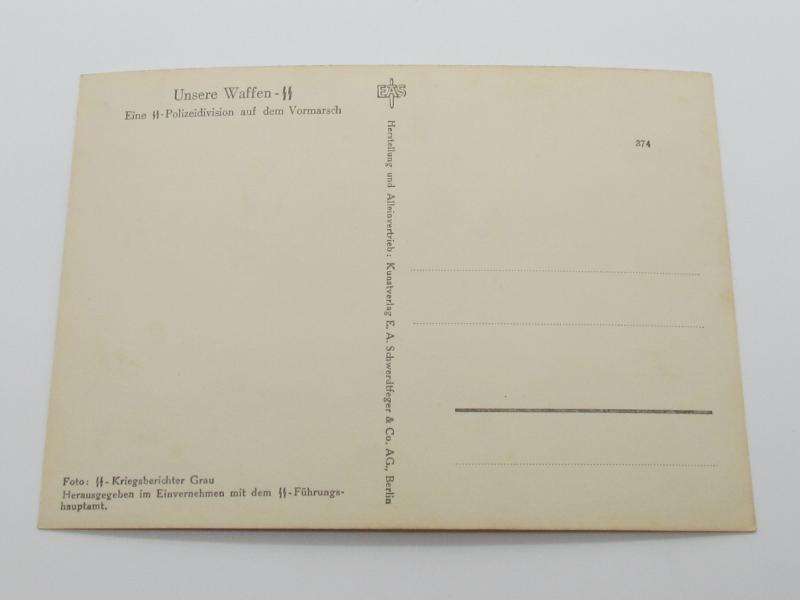 Unsere Waffen-ᛋᛋ
Eine ᛋᛋ-Polizeidivision auf dem Vormarsch
EAS
Herstellung und Alleinvertrieb: Kunstverlag E. A. Schwerdtfeger & Co. AG., Berlin
374
Foto: ᛋᛋ-Kriegsberichter Grau
Herausgegeben im Einvernehmen mit dem ᛋᛋ-Führungs-
hauptamt.